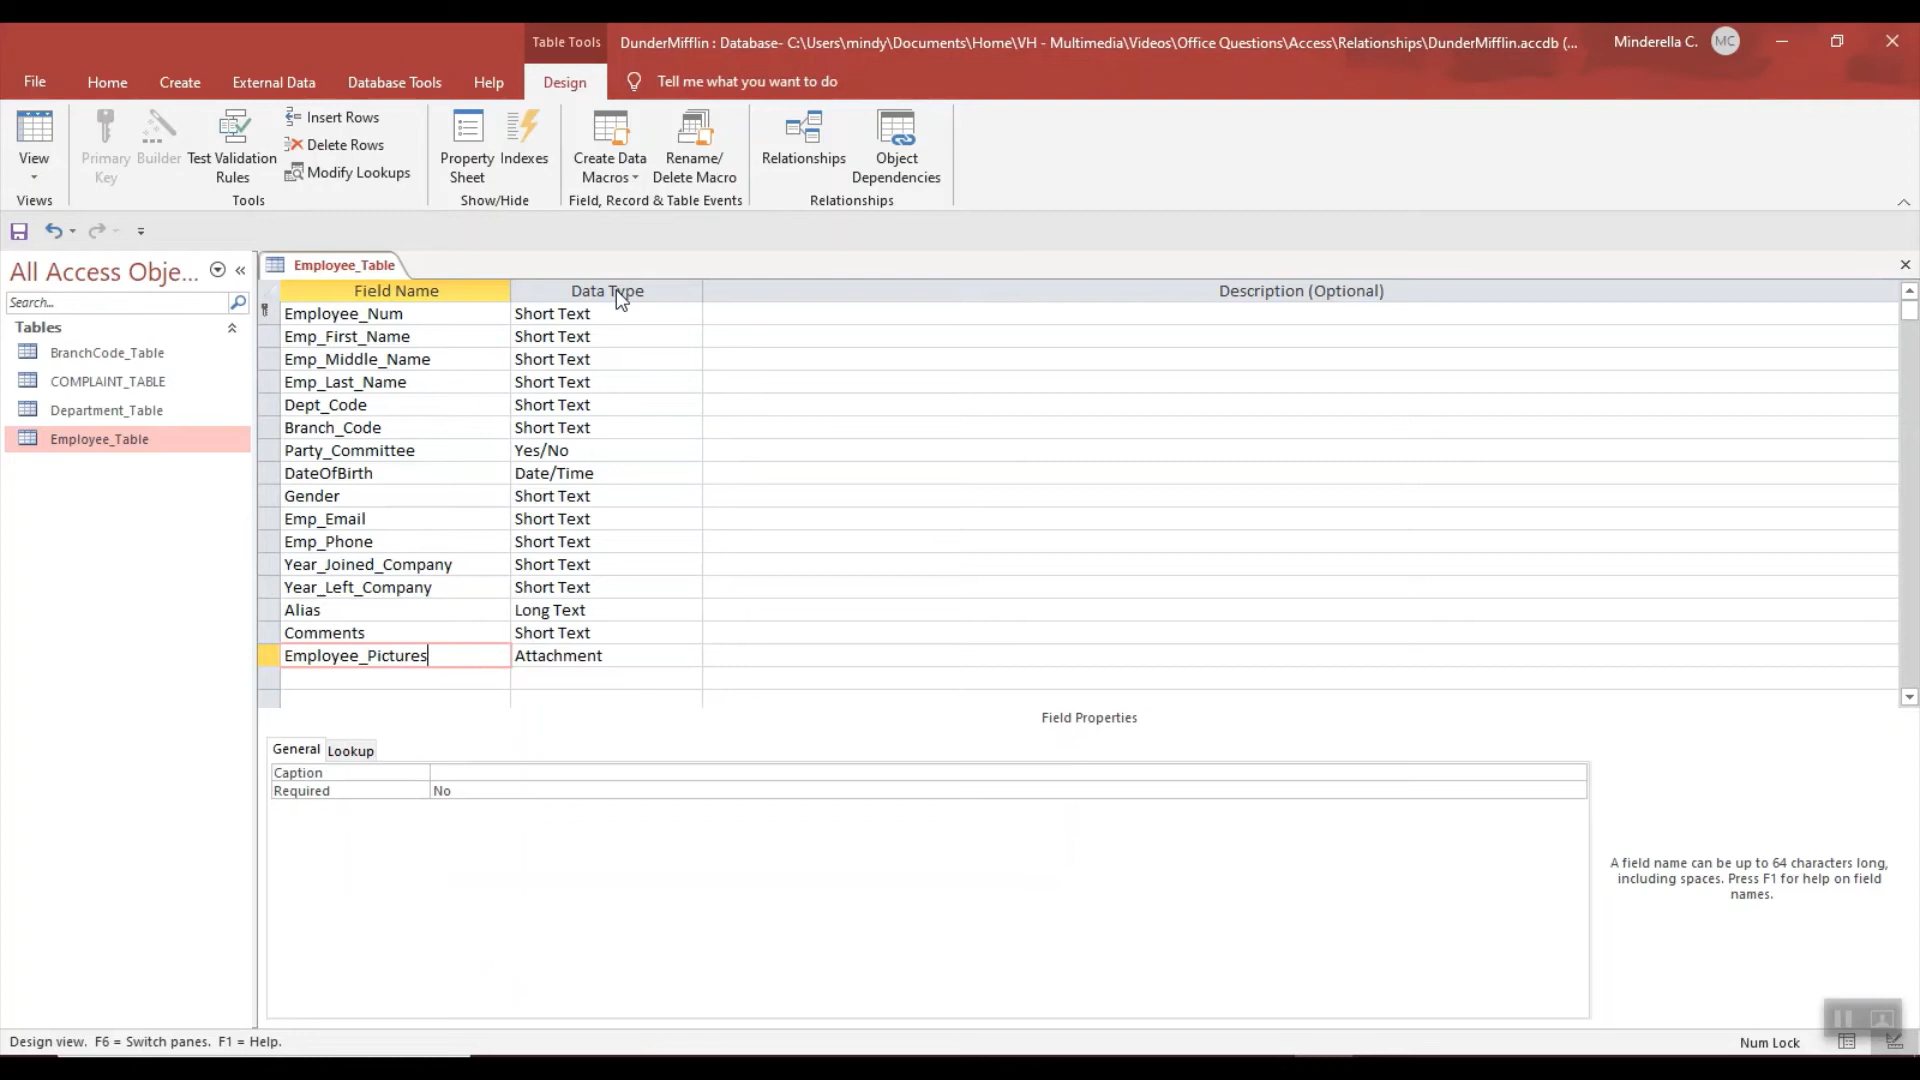 Table Tools
DunderMifflin : Database- C:\Users\mindy\Documents\Home\VH - Multimedia\Videos\Office Questions\Access\Relationships\DunderMifflin.accdb (...
Minderella C.
MC
File
Home
Create
External Data
Database Tools
Help
Design
Tell me what you want to do
View
Primary Key
Builder
Test Validation Rules
Insert Rows
Delete Rows
Modify Lookups
Property Sheet
Indexes
Create Data Macros
Rename/ Delete Macro
Relationships
Object Dependencies
Views
Tools
Show/Hide
Field, Record & Table Events
Relationships
All Access Obje...
Search...
Tables
BranchCode_Table
COMPLAINT_TABLE
Department_Table
Employee_Table
Employee_Table
Field Name Data Type Description (Optional)
Employee_Num Short Text
Emp_First_Name Short Text
Emp_Middle_Name Short Text
Emp_Last_Name Short Text
Dept_Code Short Text
Branch_Code Short Text
Party_Committee Yes/No
DateOfBirth Date/Time
Gender Short Text
Emp_Email Short Text
Emp_Phone Short Text
Year_Joined_Company Short Text
Year_Left_Company Short Text
Alias Long Text
Comments Short Text
Employee_Pictures Attachment
Field Properties
General Lookup
Caption
Required No
A field name can be up to 64 characters long,
including spaces. Press F1 for help on field
names.
Design view. F6 = Switch panes. F1 = Help.
Num Lock